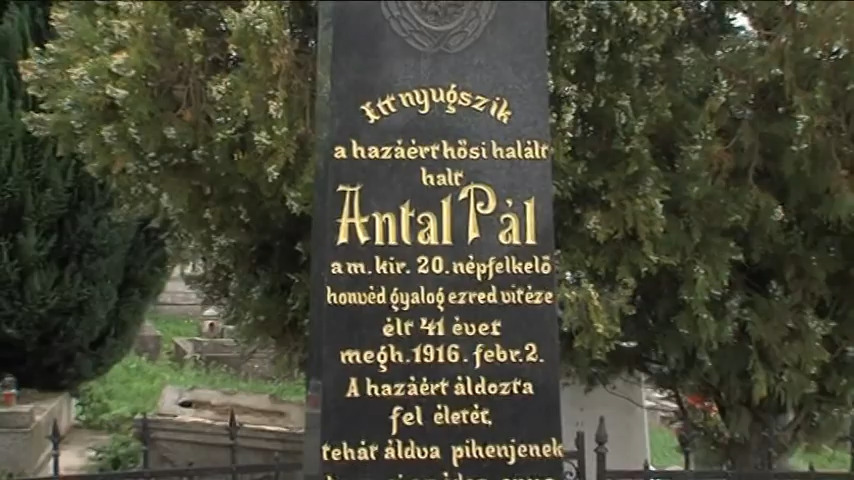 Itt nyugszik
a hazáért hősi halált
halt
Antal Pál
a m. kir. 20. népfelkelő
honvéd gyalog ezred vitéze
élt 41 évet
megh. 1916. febr. 2.
A hazáért áldozta
fel életét,
tehát áldva pihenjenek